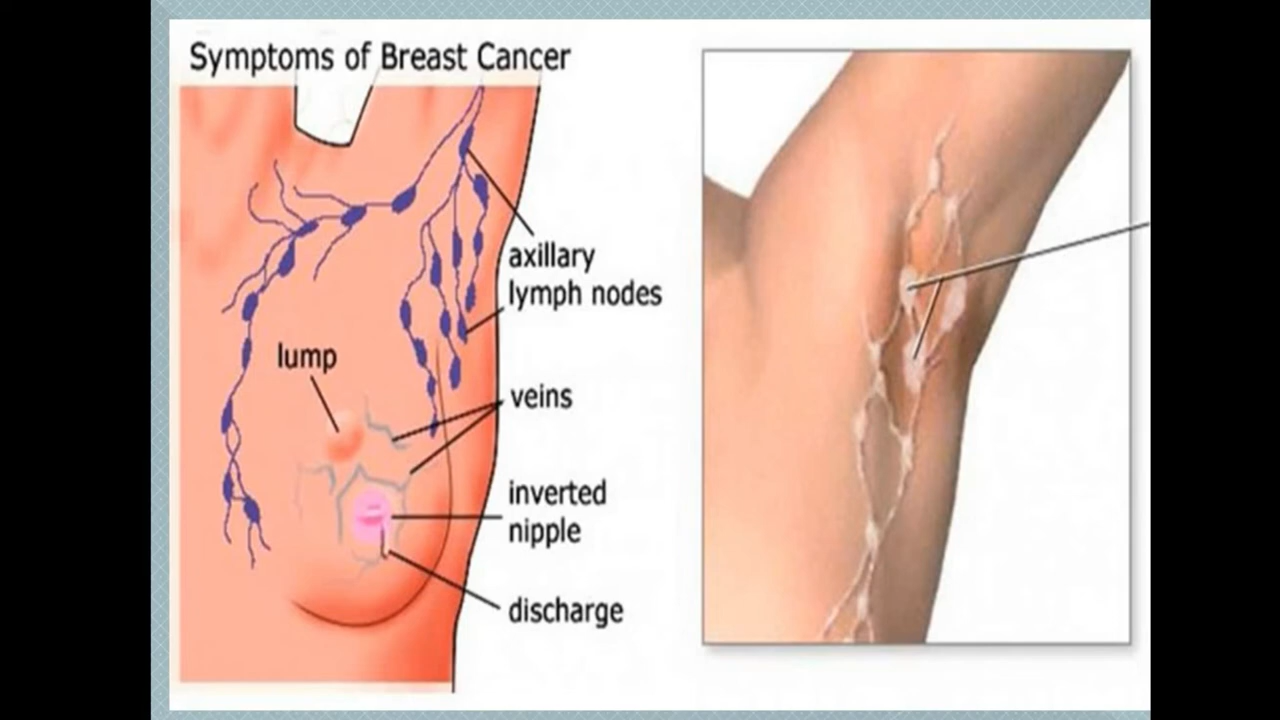 Symptoms of Breast Cancer
axillary
lymph nodes
lump
veins
inverted
nipple
discharge